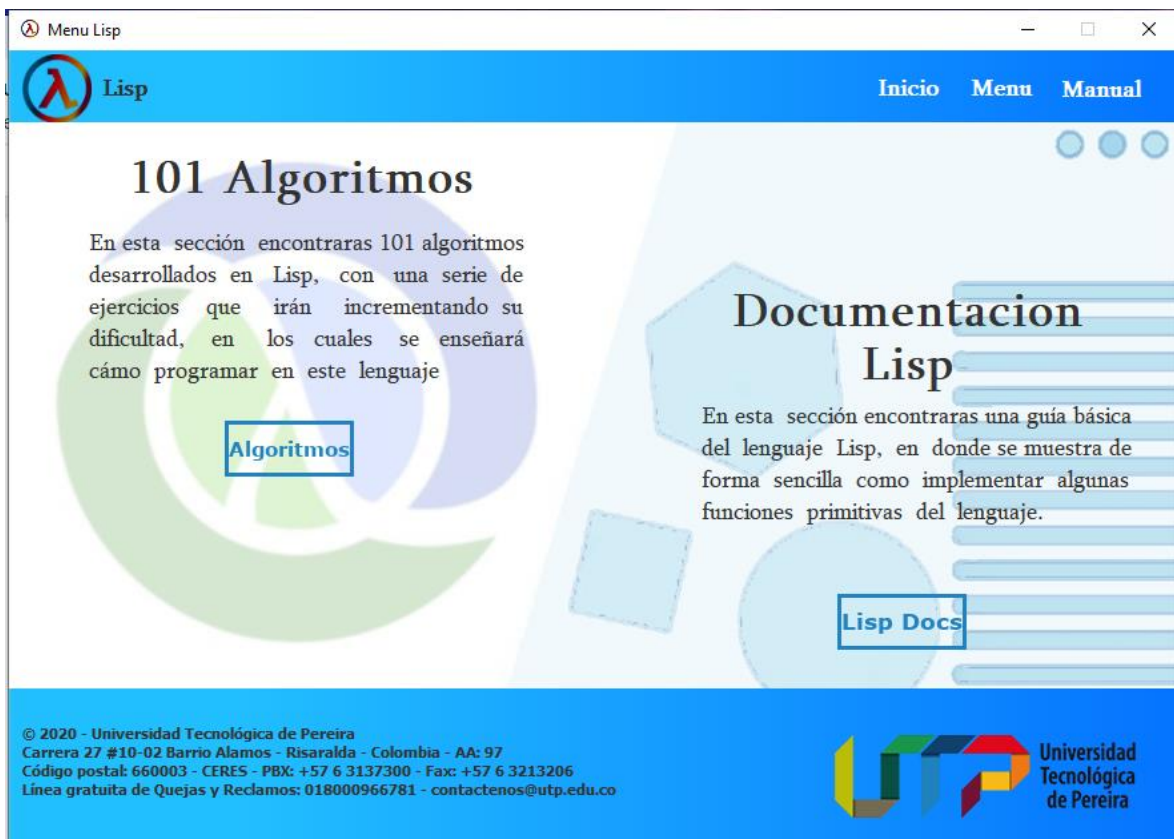 Menu Lisp
Lisp
Inicio Menu Manual
101 Algoritmos
En esta sección encontraras 101 algoritmos
desarrollados en Lisp, con una serie de
ejercicios que irán incrementando su
dificultad, en los cuales se enseñará
cámo programar en este lenguaje
Algoritmos
Documentacion
Lisp
En esta sección encontraras una guía básica
del lenguaje Lisp, en donde se muestra de
forma sencilla como implementar algunas
funciones primitivas del lenguaje.
Lisp Docs
© 2020 - Universidad Tecnológica de Pereira
Carrera 27 #10-02 Barrio Alamos - Risaralda - Colombia - AA: 97
Código postal: 660003 - CERES - PBX: +57 6 3137300 - Fax: +57 6 3213206
Línea gratuita de Quejas y Reclamos: 018000966781 - contactenos@utp.edu.co
UTP
Universidad
Tecnológica
de Pereira